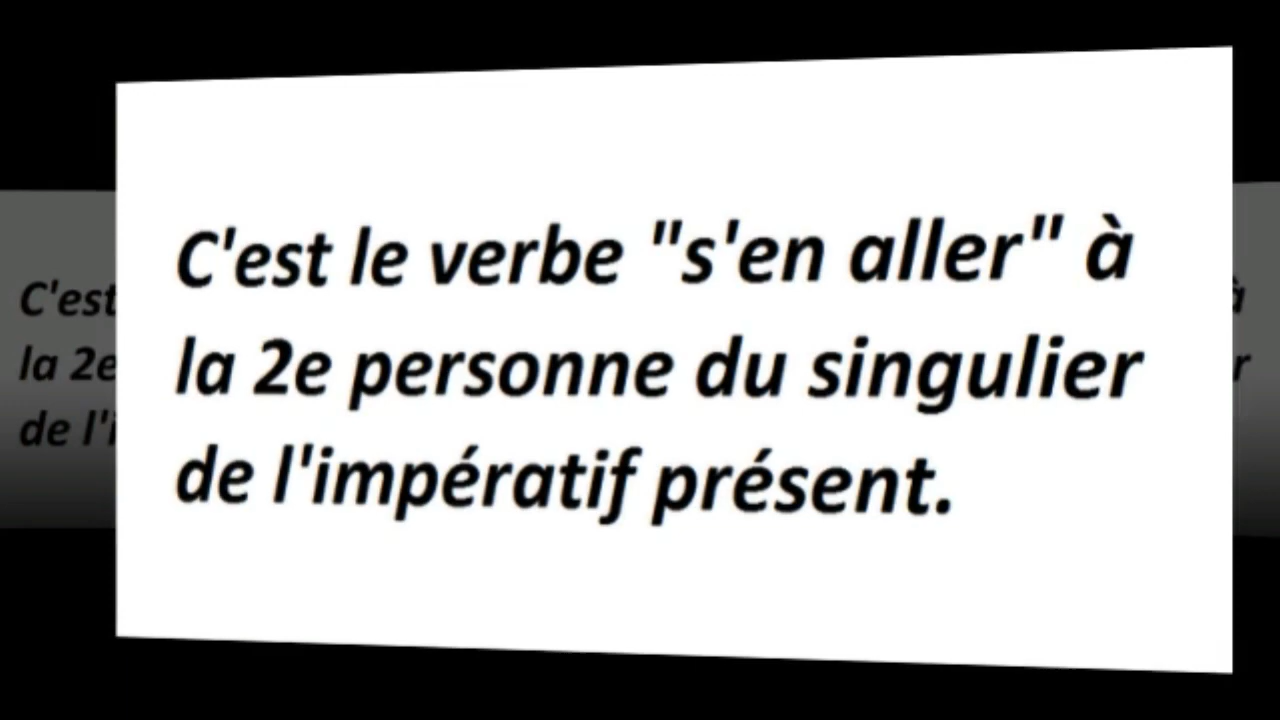 C'est le verbe "s'en aller" à
la 2e personne du singulier
de l'impératif présent.